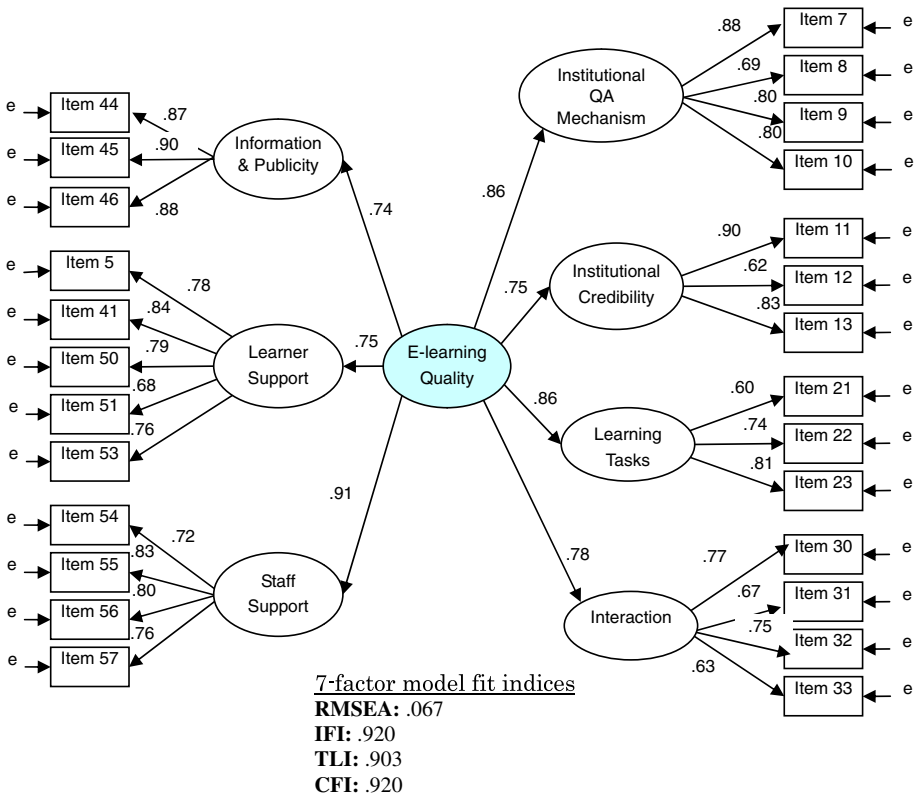 .88
Item 7
e
.69
Item 8
e
.80
Item 9
e
.80
Item 10
e
Institutional
QA
Mechanism
e
Item 44
.87
e
Item 45
.90
e
Item 46
.88
Information
& Publicity
.74
.86
.90
Item 11
e
.62
Item 12
e
.83
Item 13
e
Institutional
Credibility
.75
e
Item 5
.78
e
Item 41
.84
e
Item 50
.79
e
Item 51
.68
e
Item 53
.76
Learner
Support
.75
E-learning
Quality
.86
Learning
Tasks
.60
Item 21
e
.74
Item 22
e
.81
Item 23
e
.91
.78
e
Item 54
.72
e
Item 55
.83
e
Item 56
.80
e
Item 57
.76
Staff
Support
Interaction
.77
Item 30
e
.67
Item 31
e
.75
Item 32
e
.63
Item 33
e
7-factor model fit indices
RMSEA: .067
IFI: .920
TLI: .903
CFI: .920